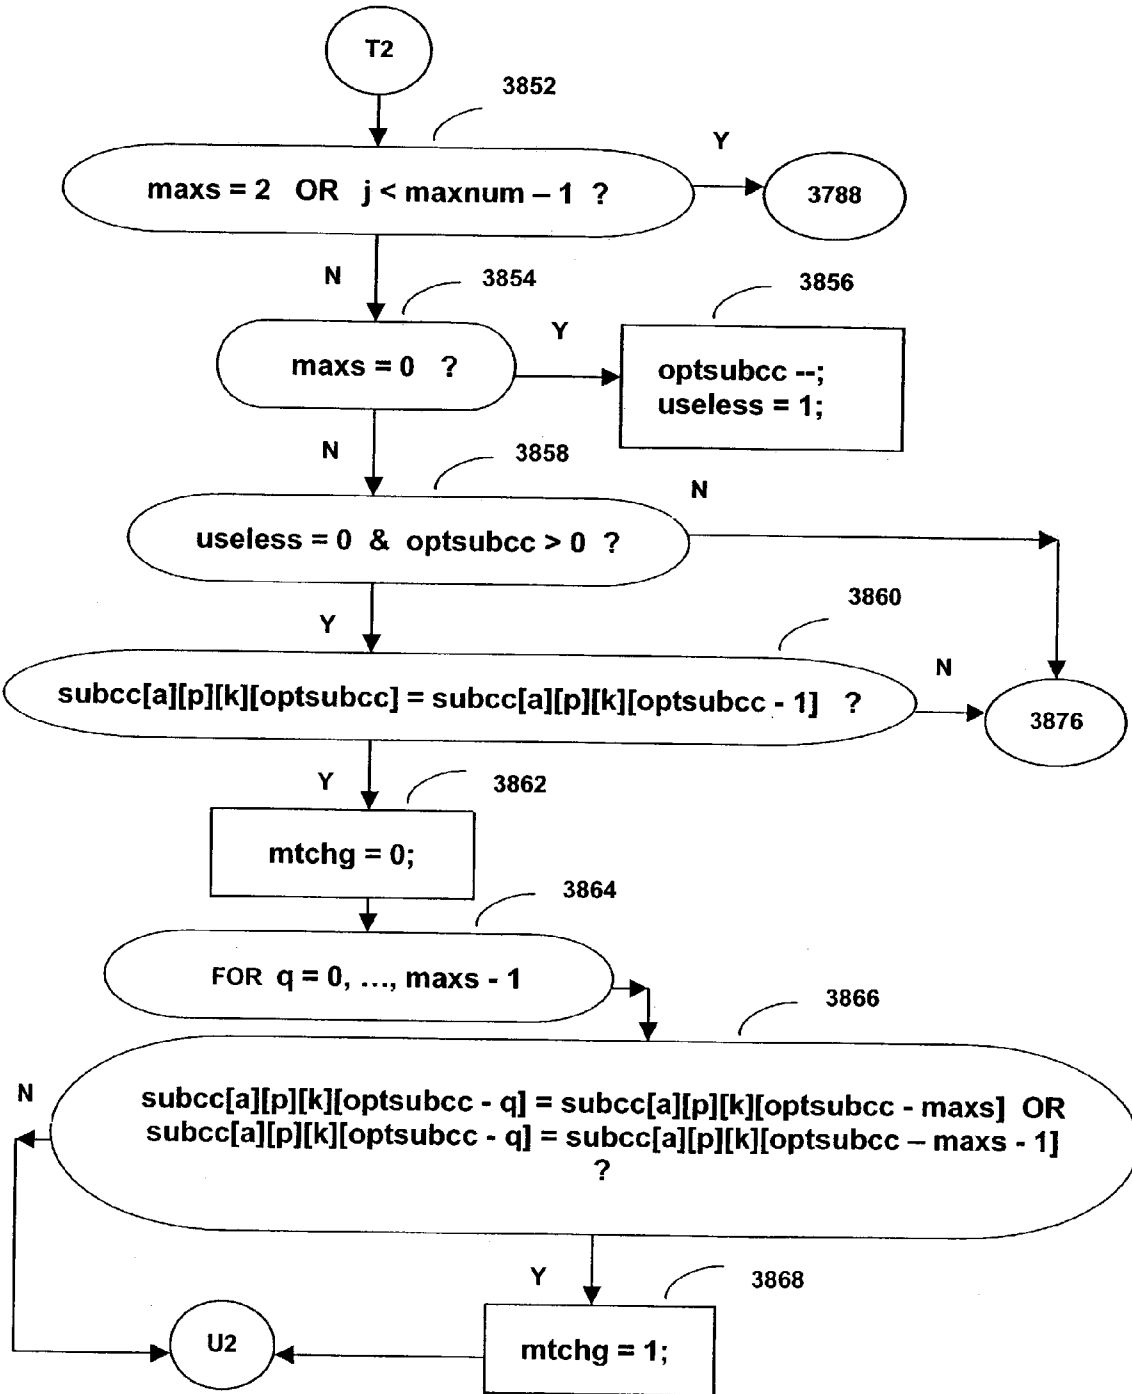 T2
3852
maxs = 2 OR j < maxnum – 1 ?
Y
3788
N
3854
3856
maxs = 0 ?
Y
optsubcc --;
useless = 1;
N
3858
N
useless = 0 & optsubcc > 0 ?
Y
3860
subcc[a][p][k][optsubcc] = subcc[a][p][k][optsubcc - 1] ?
N
3876
Y
3862
mtchg = 0;
3864
FOR q = 0, ..., maxs - 1
3866
N
subcc[a][p][k][optsubcc - q] = subcc[a][p][k][optsubcc - maxs] OR
subcc[a][p][k][optsubcc - q] = subcc[a][p][k][optsubcc – maxs - 1]
?
Y
3868
U2
mtchg = 1;